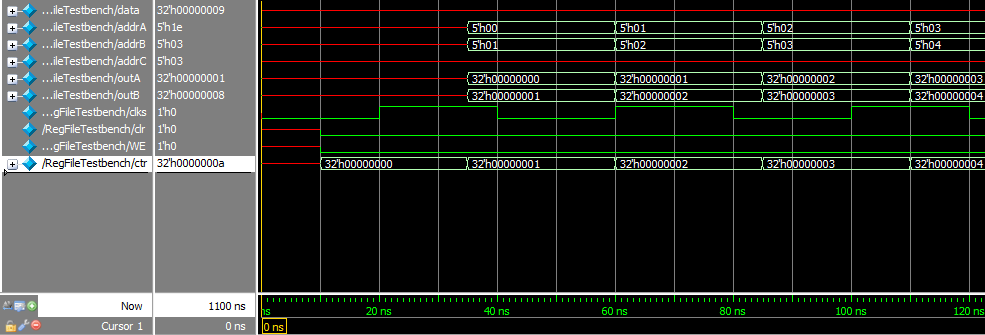 ...ileTestbench/data 32'h00000009
...ileTestbench/addrA 5'h1e 5'h00 5'h01 5'h02 5'h03
...ileTestbench/addrB 5'h03 5'h01 5'h02 5'h03 5'h04
...ileTestbench/addrC 5'h03
...ileTestbench/outA 32'h00000001 32'h00000000 32'h00000001 32'h00000002 32'h00000003
...ileTestbench/outB 32'h00000008 32'h00000001 32'h00000002 32'h00000003 32'h00000004
...gFileTestbench/clks 1'h0
/RegFileTestbench/clr 1'h0
...gFileTestbench/WE 1'h0
/RegFileTestbench/ctr 32'h0000000a 32'h00000000 32'h00000001 32'h00000002 32'h00000003 32'h00000004
Now 1100 ns 20 ns 40 ns 60 ns 80 ns 100 ns 120 ns
Cursor 1 0 ns 0 ns